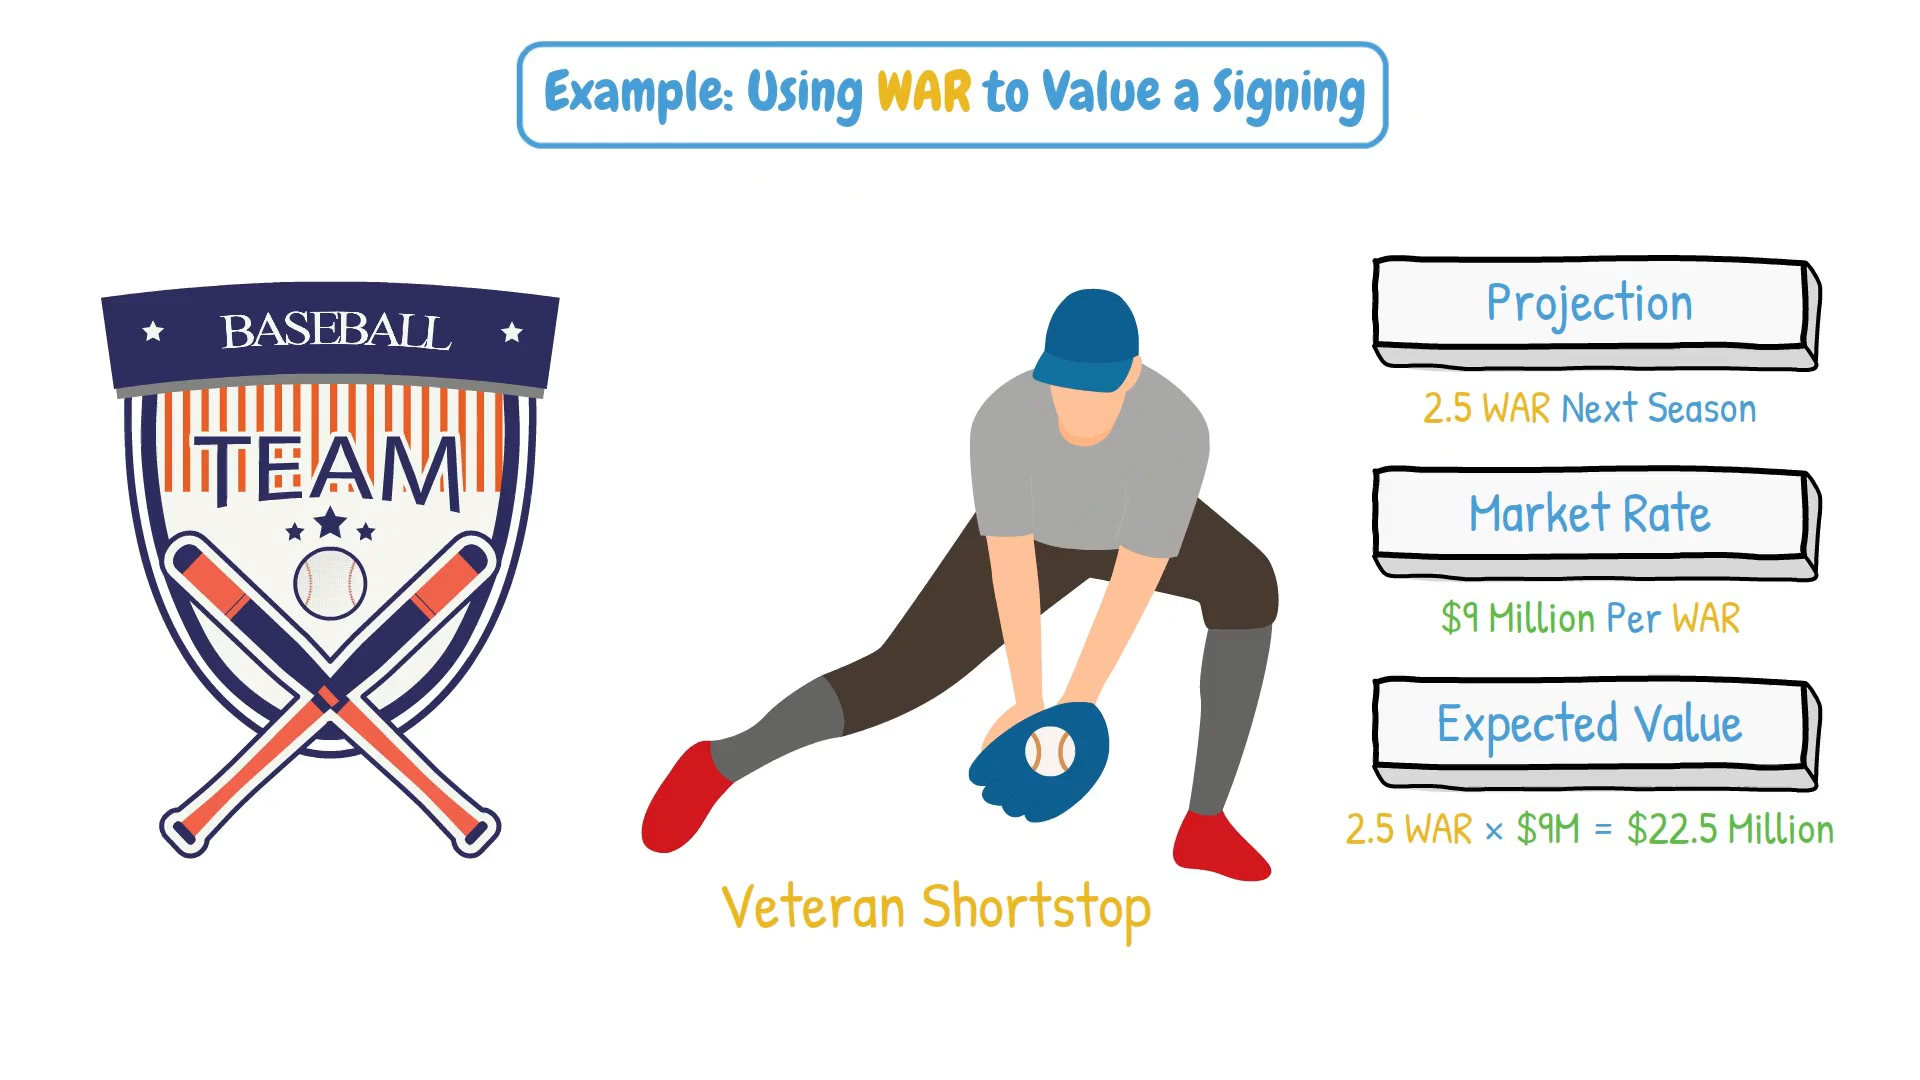 Example: Using WAR to Value a Signing
BASEBALL
TEAM
Veteran Shortstop
Projection
2.5 WAR Next Season
Market Rate
$9 Million Per WAR
Expected Value
2.5 WAR × $9M = $22.5 Million